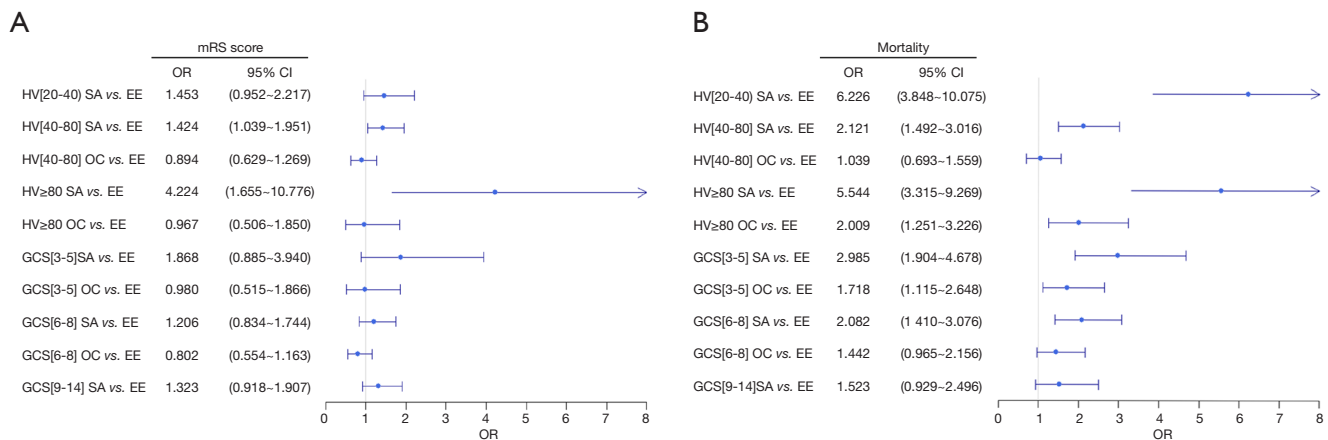 A
mRS score
OR 95% CI
HV[20-40) SA vs. EE 1.453 (0.952~2.217)
HV[40-80] SA vs. EE 1.424 (1.039~1.951)
HV[40-80] OC vs. EE 0.894 (0.629~1.269)
HV≥80 SA vs. EE 4.224 (1.655~10.776)
HV≥80 OC vs. EE 0.967 (0.506~1.850)
GCS[3-5]SA vs. EE 1.868 (0.885~3.940)
GCS[3-5] OC vs. EE 0.980 (0.515~1.866)
GCS[6-8] SA vs. EE 1.206 (0.834~1.744)
GCS[6-8] OC vs. EE 0.802 (0.554~1.163)
GCS[9-14] SA vs. EE 1.323 (0.918~1.907)
0 1 2 3 4 5 6 7 8
OR
B
Mortality
OR 95% CI
HV[20-40) SA vs. EE 6.226 (3.848~10.075)
HV[40-80] SA vs. EE 2.121 (1.492~3.016)
HV[40-80] OC vs. EE 1.039 (0.693~1.559)
HV≥80 SA vs. EE 5.544 (3.315~9.269)
HV≥80 OC vs. EE 2.009 (1.251~3.226)
GCS[3-5] SA vs. EE 2.985 (1.904~4.678)
GCS[3-5] OC vs. EE 1.718 (1.115~2.648)
GCS[6-8] SA vs. EE 2.082 (1 410~3.076)
GCS[6-8] OC vs. EE 1.442 (0.965~2.156)
GCS[9-14]SA vs. EE 1.523 (0.929~2.496)
0 1 2 3 4 5 6 7 8
OR